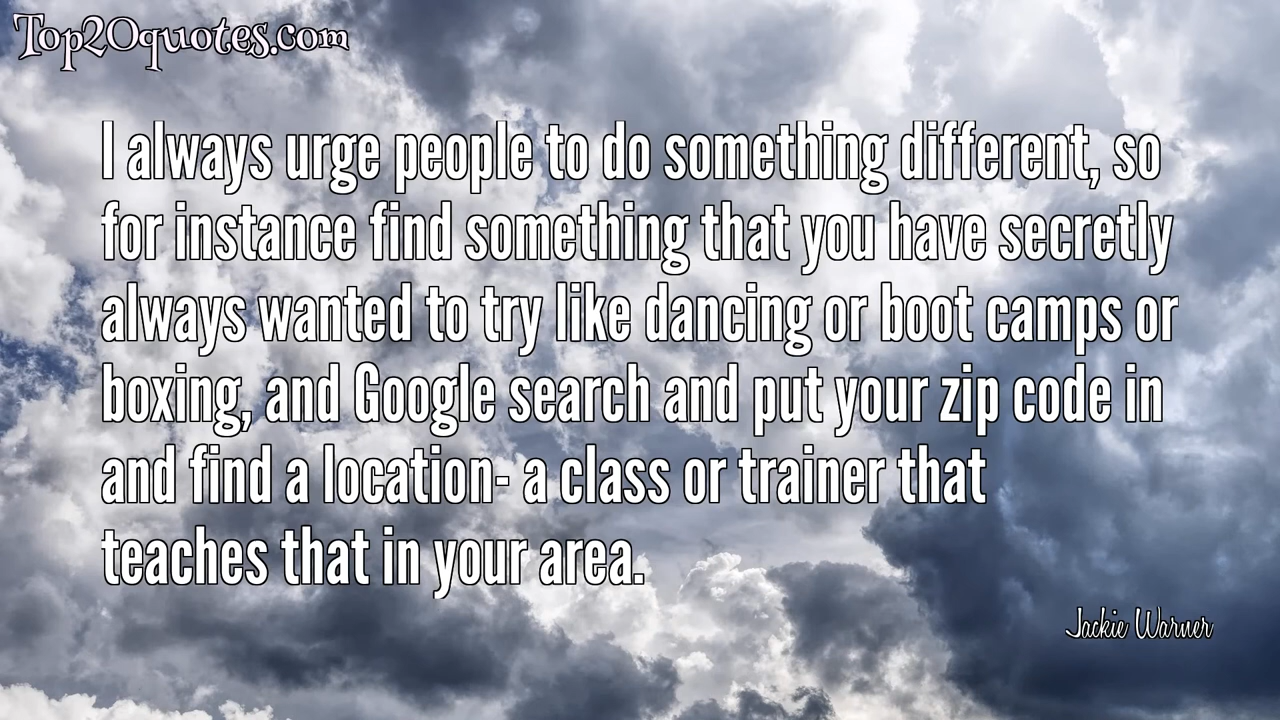 Top20quotes.com
I always urge people to do something different, so
for instance find something that you have secretly
always wanted to try like dancing or boot camps or
boxing, and Google search and put your zip code in
and find a location- a class or trainer that
teaches that in your area.
Jackie Warner